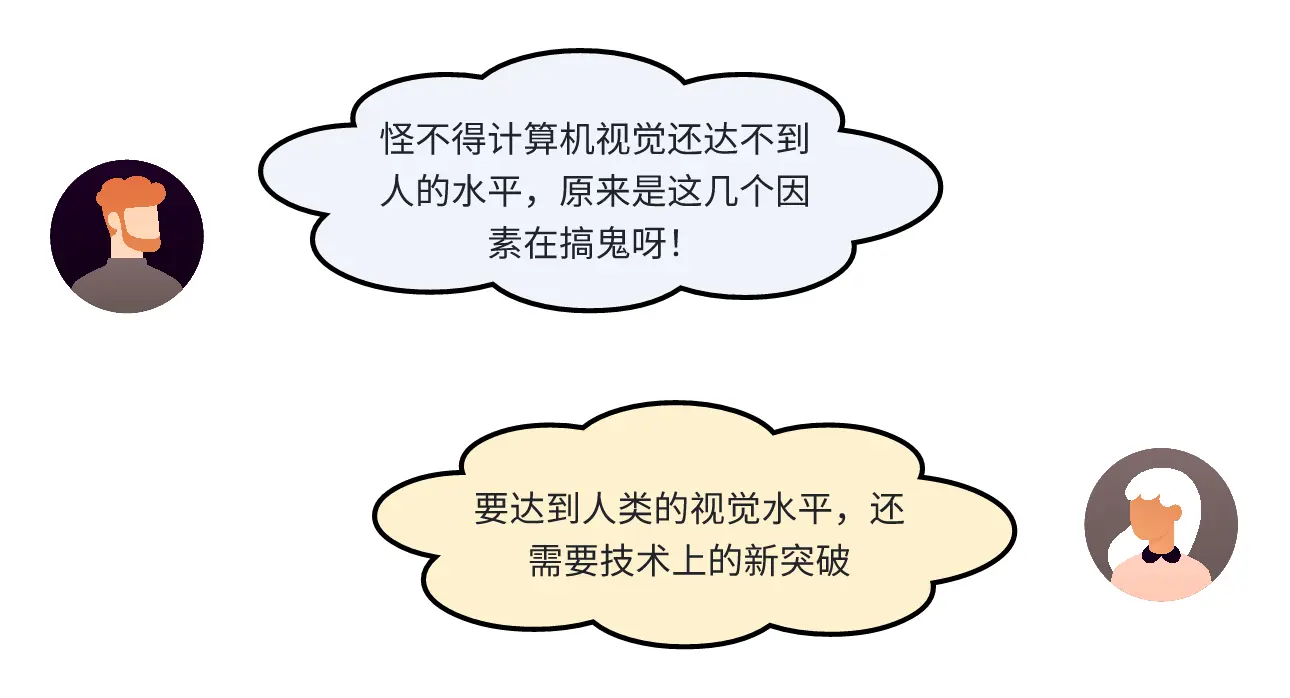 怪不得计算机视觉还达不到
人的水平，原来是这几个因
素在搞鬼呀！
要达到人类的视觉水平，还
需要技术上的新突破